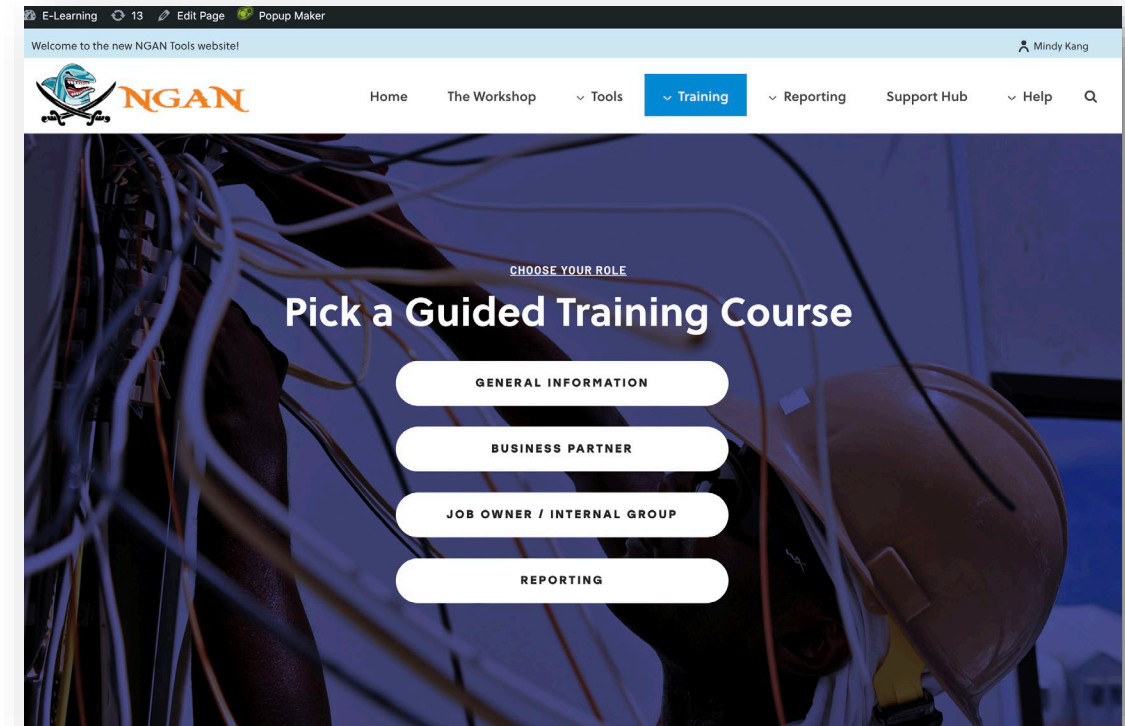 E-Learning 13 Edit Page Popup Maker
Welcome to the new NGAN Tools website! Mindy Kang
NGAN Home The Workshop Tools Training Reporting Support Hub Help
CHOOSE YOUR ROLE
Pick a Guided Training Course
GENERAL INFORMATION
BUSINESS PARTNER
JOB OWNER / INTERNAL GROUP
REPORTING